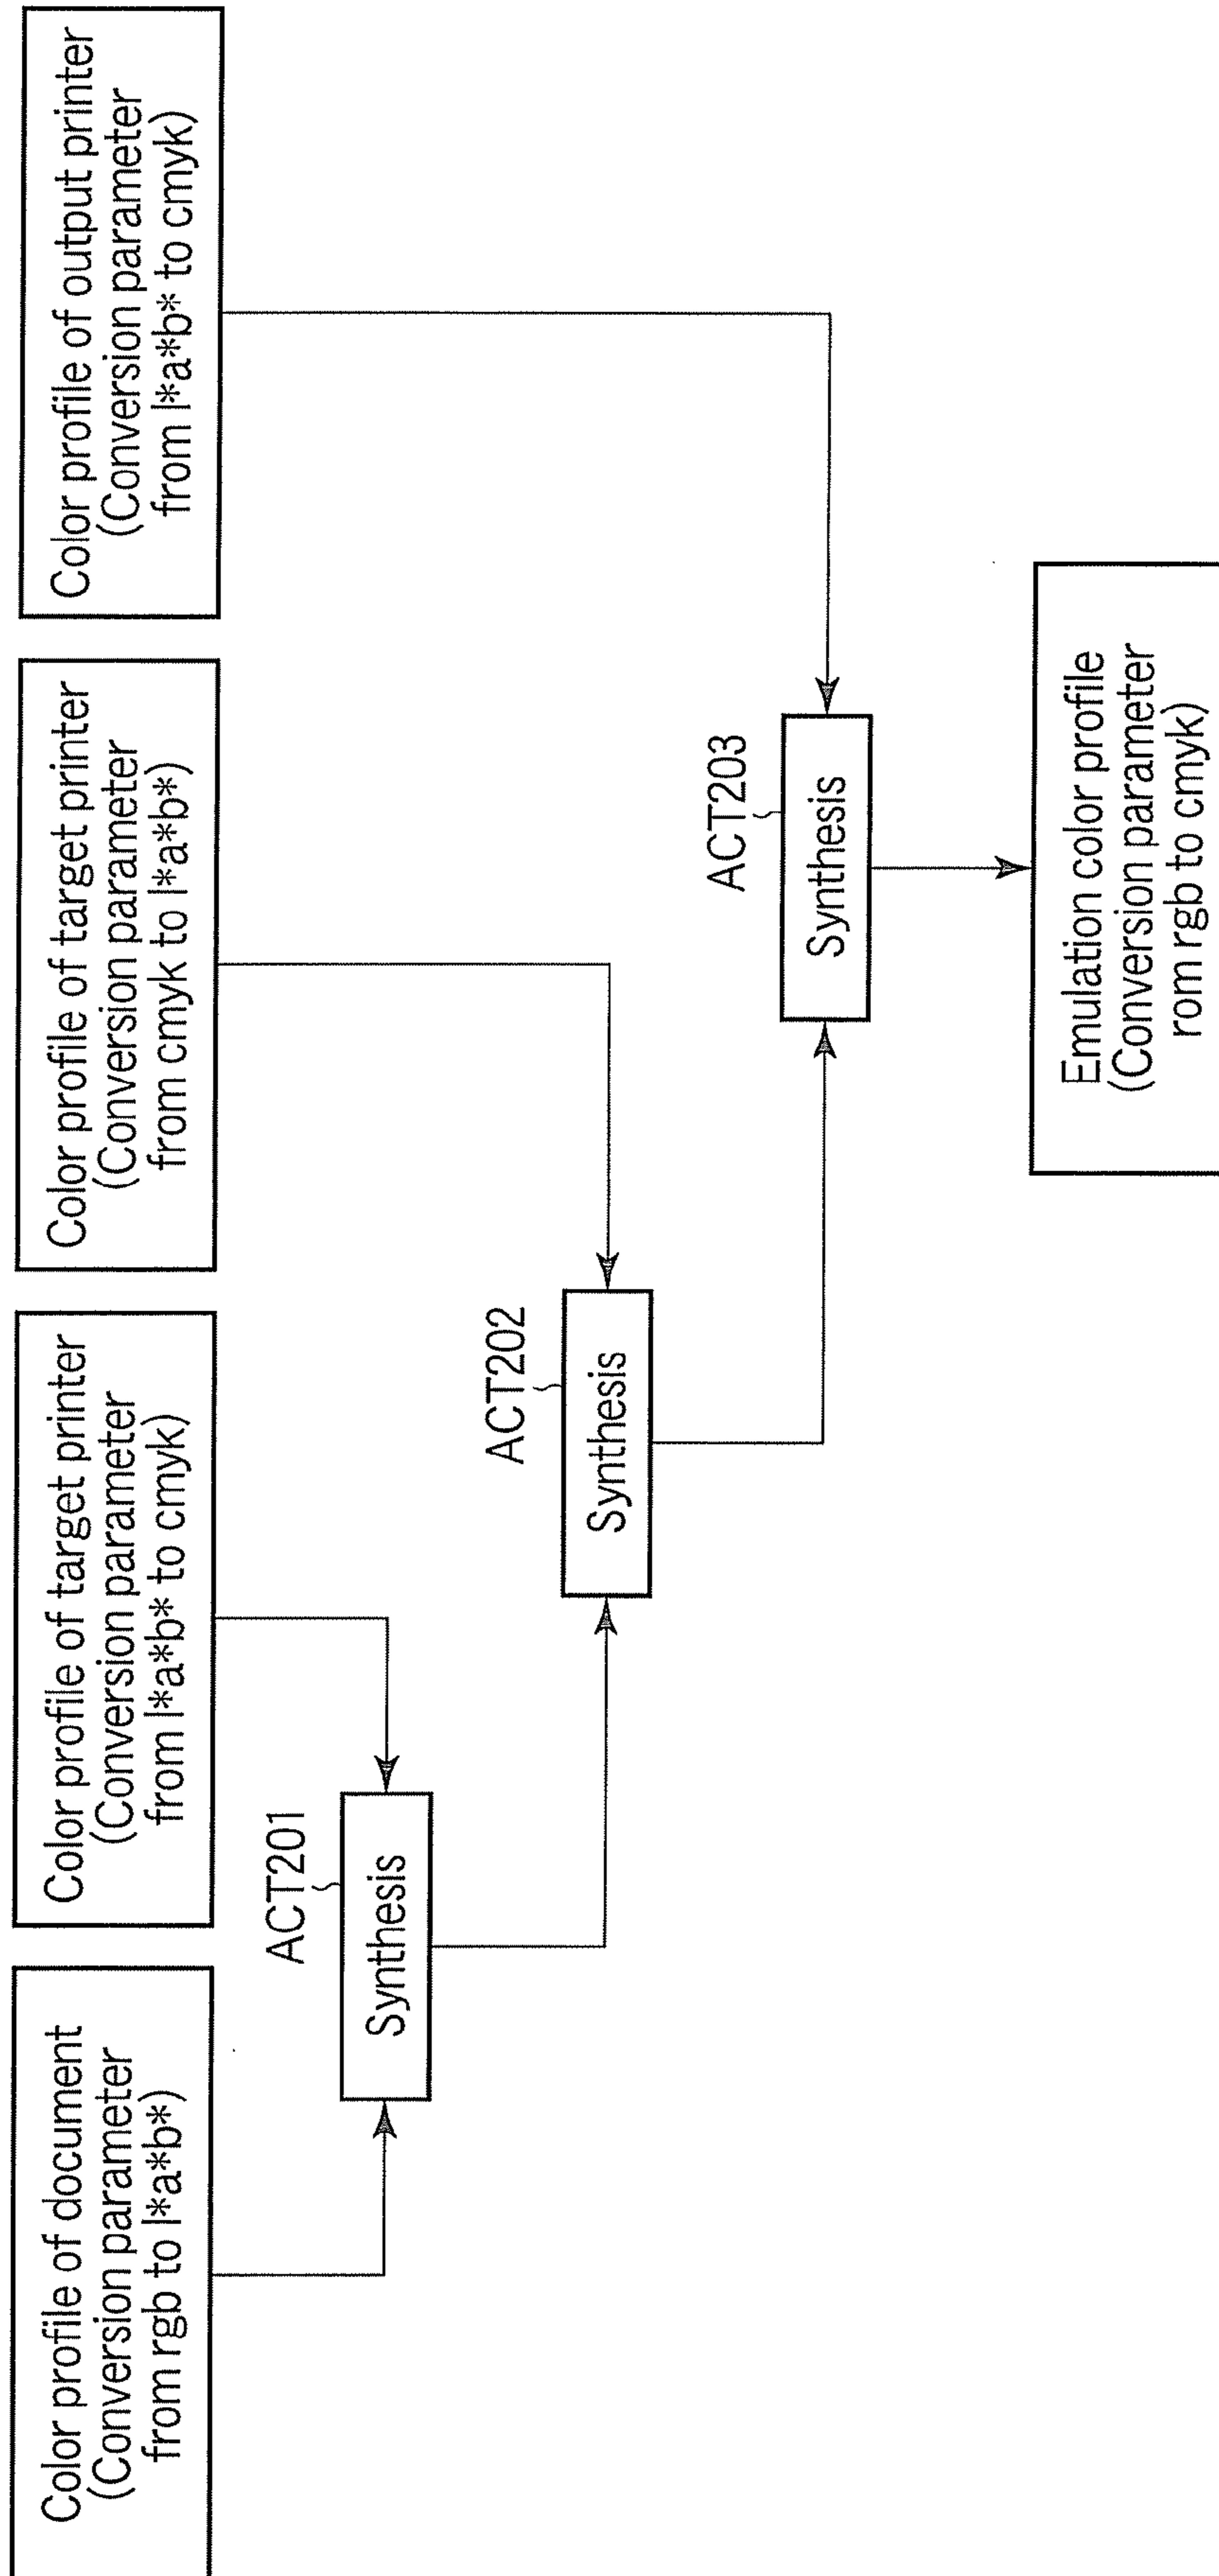 Color profile of document
(Conversion parameter
from rgb to l*a*b*)
Color profile of target printer
(Conversion parameter
from l*a*b* to cmyk)
Color profile of target printer
(Conversion parameter
from cmyk to l*a*b*)
Color profile of output printer
(Conversion parameter
from l*a*b* to cmyk)
ACT201
Synthesis
ACT202
Synthesis
ACT203
Synthesis
Emulation color profile
(Conversion parameter
rom rgb to cmyk)